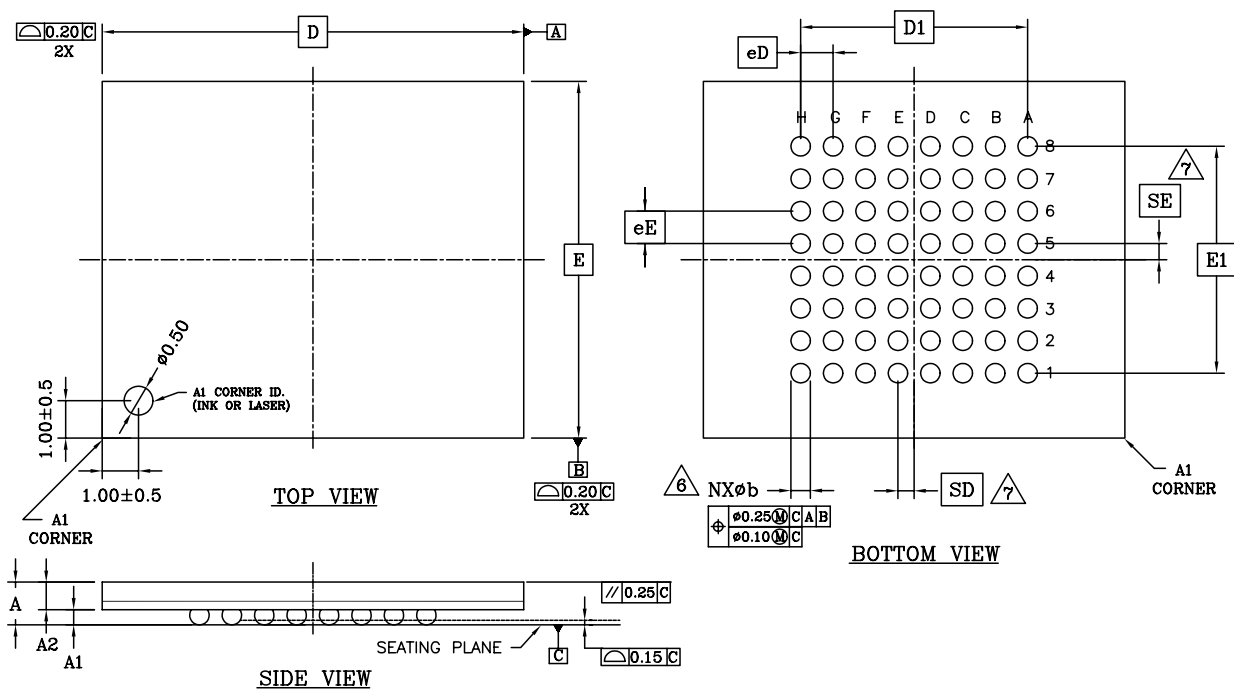 ⌓ 0.20 C
2X
D
A
E
ø0.50
A1 CORNER ID.
(INK OR LASER)
1.00±0.5
1.00±0.5
A1
CORNER
TOP VIEW
B
⌓ 0.20 C
2X
D1
eD
H G F E D C B A
8
7
6
5
4
3
2
1
eE
7
SE
E1
6 NXøb
⌖ ø0.25Ⓜ C A B
ø0.10Ⓜ C
SD 7
A1
CORNER
BOTTOM VIEW
A
A2
A1
// 0.25 C
SEATING PLANE
C
⌓ 0.15 C
SIDE VIEW